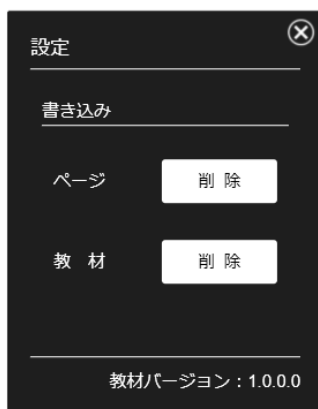 設定
書き込み
ページ 削 除
教 材 削 除
教材バージョン：1.0.0.0